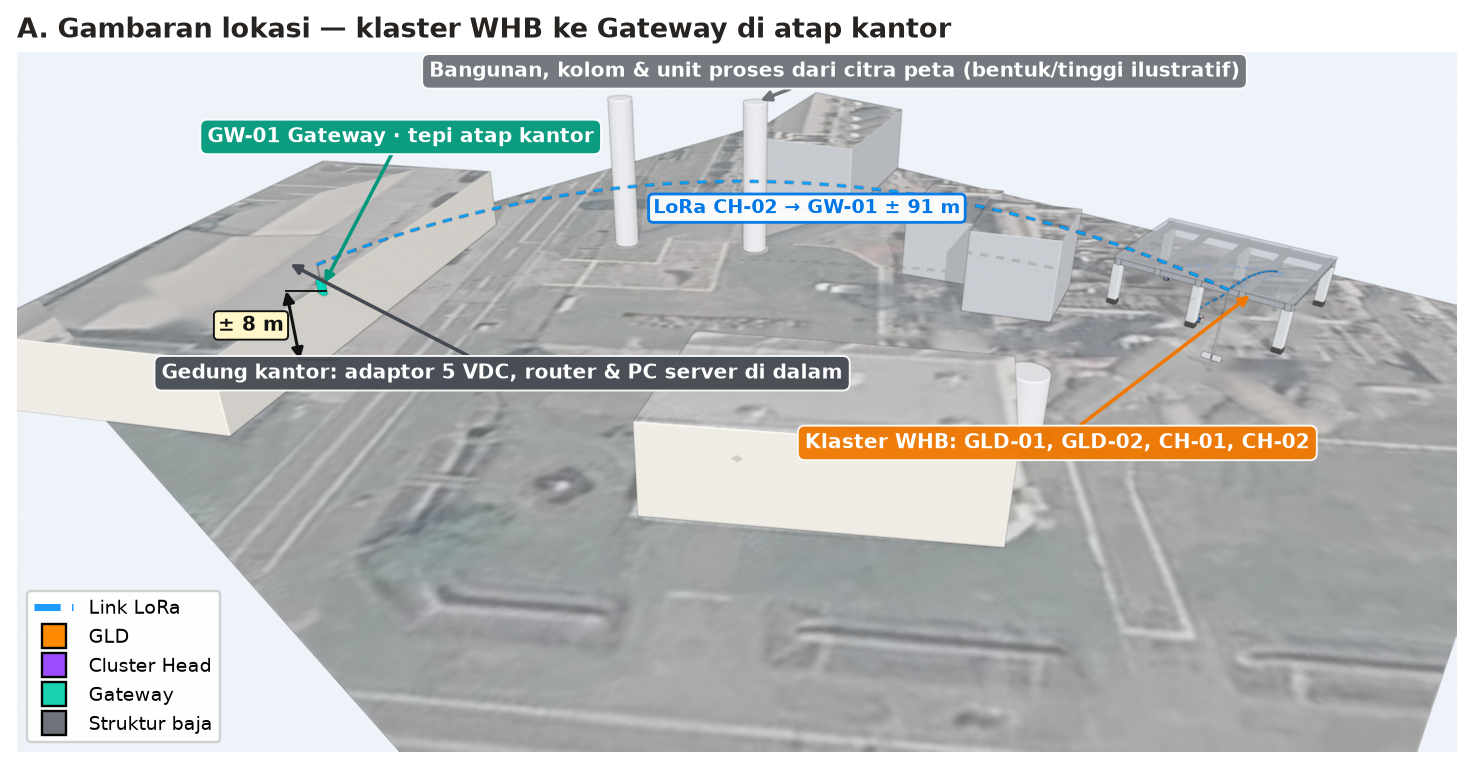 A. Gambaran lokasi — klaster WHB ke Gateway di atap kantor
Bangunan, kolom & unit proses dari citra peta (bentuk/tinggi ilustratif)
GW-01 Gateway · tepi atap kantor
LoRa CH-02 → GW-01 ± 91 m
± 8 m
Gedung kantor: adaptor 5 VDC, router & PC server di dalam
Klaster WHB: GLD-01, GLD-02, CH-01, CH-02
Link LoRa
GLD
Cluster Head
Gateway
Struktur baja